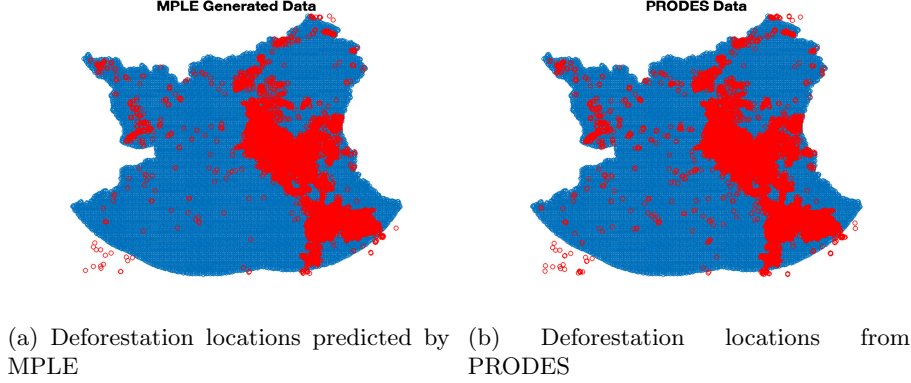 MPLE Generated Data
PRODES Data
(a) Deforestation locations predicted by
MPLE
(b) Deforestation locations from
PRODES